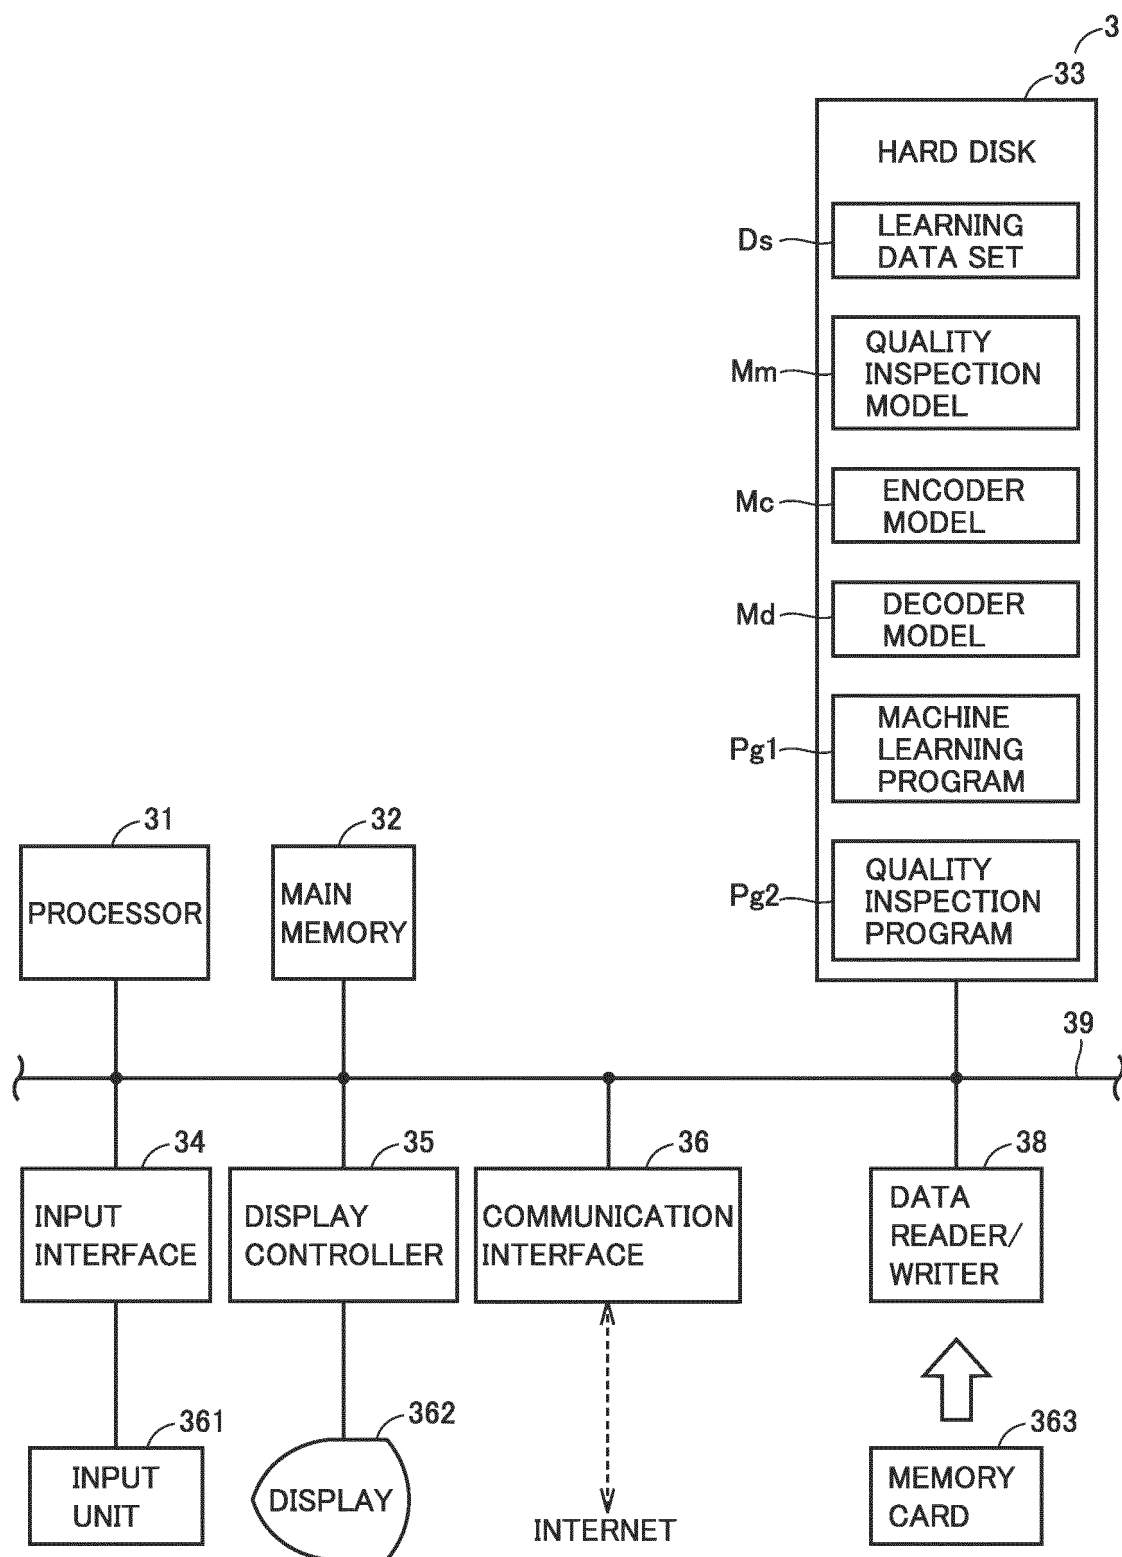 3
33
HARD DISK
Ds
LEARNING
DATA SET
Mm
QUALITY
INSPECTION
MODEL
Mc
ENCODER
MODEL
Md
DECODER
MODEL
Pg1
MACHINE
LEARNING
PROGRAM
Pg2
QUALITY
INSPECTION
PROGRAM
31
PROCESSOR
32
MAIN
MEMORY
39
34
INPUT
INTERFACE
35
DISPLAY
CONTROLLER
36
COMMUNICATION
INTERFACE
38
DATA
READER/
WRITER
361
INPUT
UNIT
362
DISPLAY
INTERNET
363
MEMORY
CARD